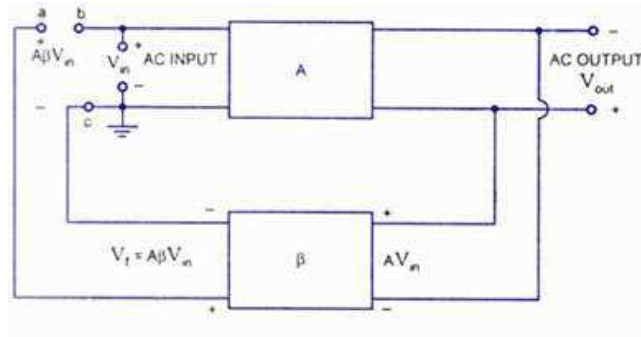 a b
+ + -
AβV_in V_in AC INPUT A AC OUTPUT
V_out
- - +
c
- +
V_f = AβV_in β AV_in
+ -